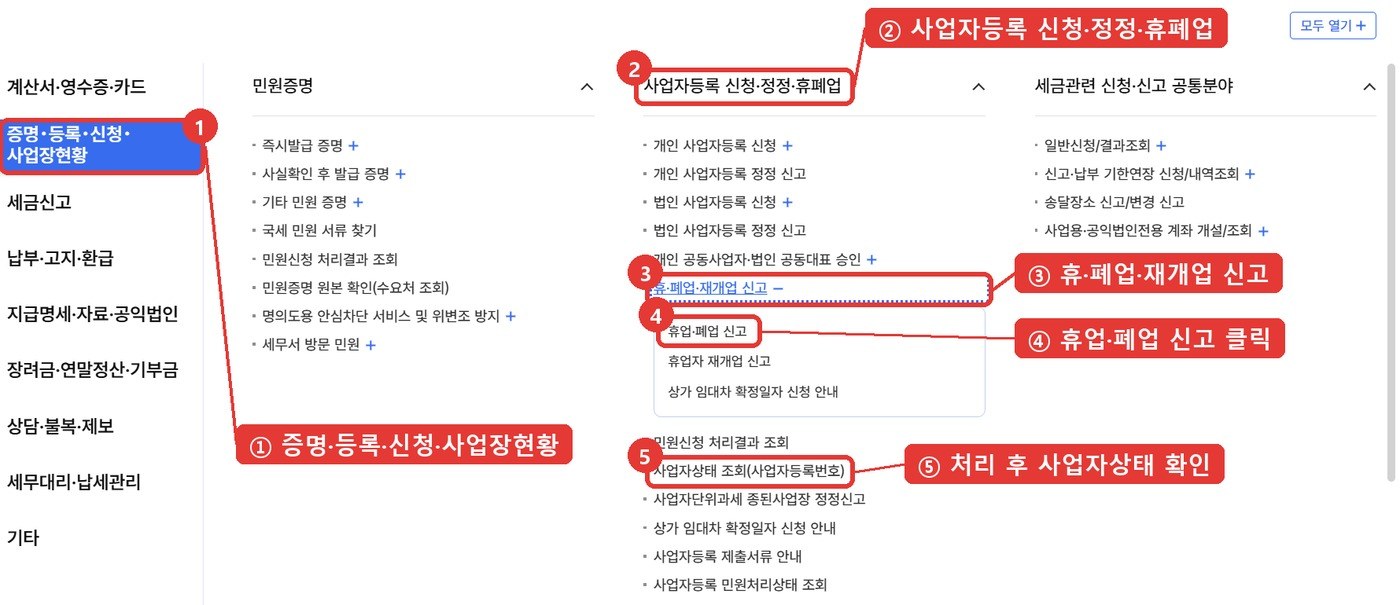 ② 사업자등록 신청·정정·휴폐업
모두 열기 +
계산서·영수증·카드
증명·등록·신청·
사업장현황
1
세금신고
납부·고지·환급
지급명세·자료·공익법인
장려금·연말정산·기부금
상담·불복·제보
세무대리·납세관리
기타
민원증명
즉시발급 증명 +
사실확인 후 발급 증명 +
기타 민원 증명 +
국세 민원 서류 찾기
민원신청 처리결과 조회
민원증명 원본 확인(수요처 조회)
명의도용 안심차단 서비스 및 위변조 방지 +
세무서 방문 민원 +
① 증명·등록·신청·사업장현황
2
사업자등록 신청·정정·휴폐업
개인 사업자등록 신청 +
개인 사업자등록 정정 신고
법인 사업자등록 신청 +
법인 사업자등록 정정 신고
개인 공동사업자·법인 공동대표 승인 +
3
휴·폐업·재개업 신고 −
4
휴업·폐업 신고
휴업자 재개업 신고
상가 임대차 확정일자 신청 안내
민원신청 처리결과 조회
5
사업자상태 조회(사업자등록번호)
사업자단위과세 종된사업장 정정신고
상가 임대차 확정일자 신청 안내
사업자등록 제출서류 안내
사업자등록 민원처리상태 조회
세금관련 신청·신고 공통분야
일반신청/결과조회 +
신고·납부 기한연장 신청/내역조회 +
송달장소 신고/변경 신고
사업용·공익법인전용 계좌 개설/조회 +
③ 휴·폐업·재개업 신고
④ 휴업·폐업 신고 클릭
⑤ 처리 후 사업자상태 확인